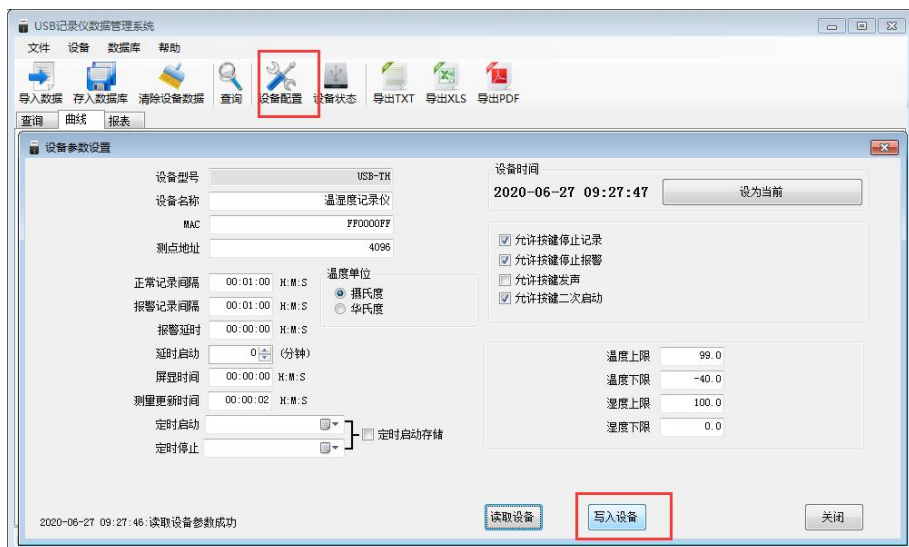 USB记录仪数据管理系统
文件 设备 数据库 帮助
导入数据 存入数据库 清除设备数据 查询 设备配置 设备状态 导出TXT 导出XLS 导出PDF
查询 曲线 报表
设备参数设置
设备型号 USB-TH
设备名称 温湿度记录仪
MAC FF0000FF
测点地址 4096
正常记录间隔 00:01:00 H:M:S
报警记录间隔 00:01:00 H:M:S
报警延时 00:00:00 H:M:S
延时启动 0 (分钟)
屏显时间 00:00:00 H:M:S
测量更新时间 00:00:02 H:M:S
定时启动
定时停止
定时启动存储
温度单位
摄氏度
华氏度
设备时间
2020-06-27 09:27:47 设为当前
允许按键停止记录
允许按键停止报警
允许按键发声
允许按键二次启动
温度上限 99.0
温度下限 -40.0
湿度上限 100.0
湿度下限 0.0
2020-06-27 09:27:46:读取设备参数成功
读取设备 写入设备 关闭